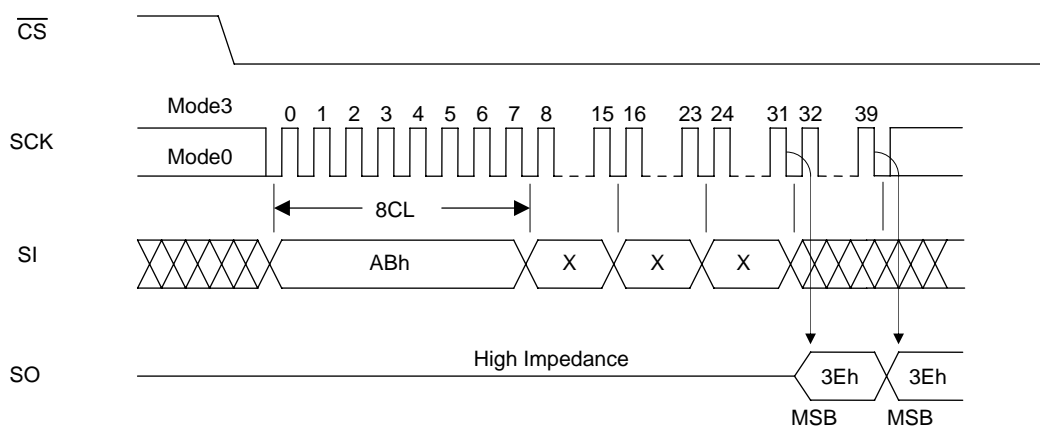 CS
Mode3
0 1 2 3 4 5 6 7 8 15 16 23 24 31 32 39
SCK
Mode0
8CL
SI
ABh X X X
High Impedance
SO
3Eh 3Eh
MSB MSB